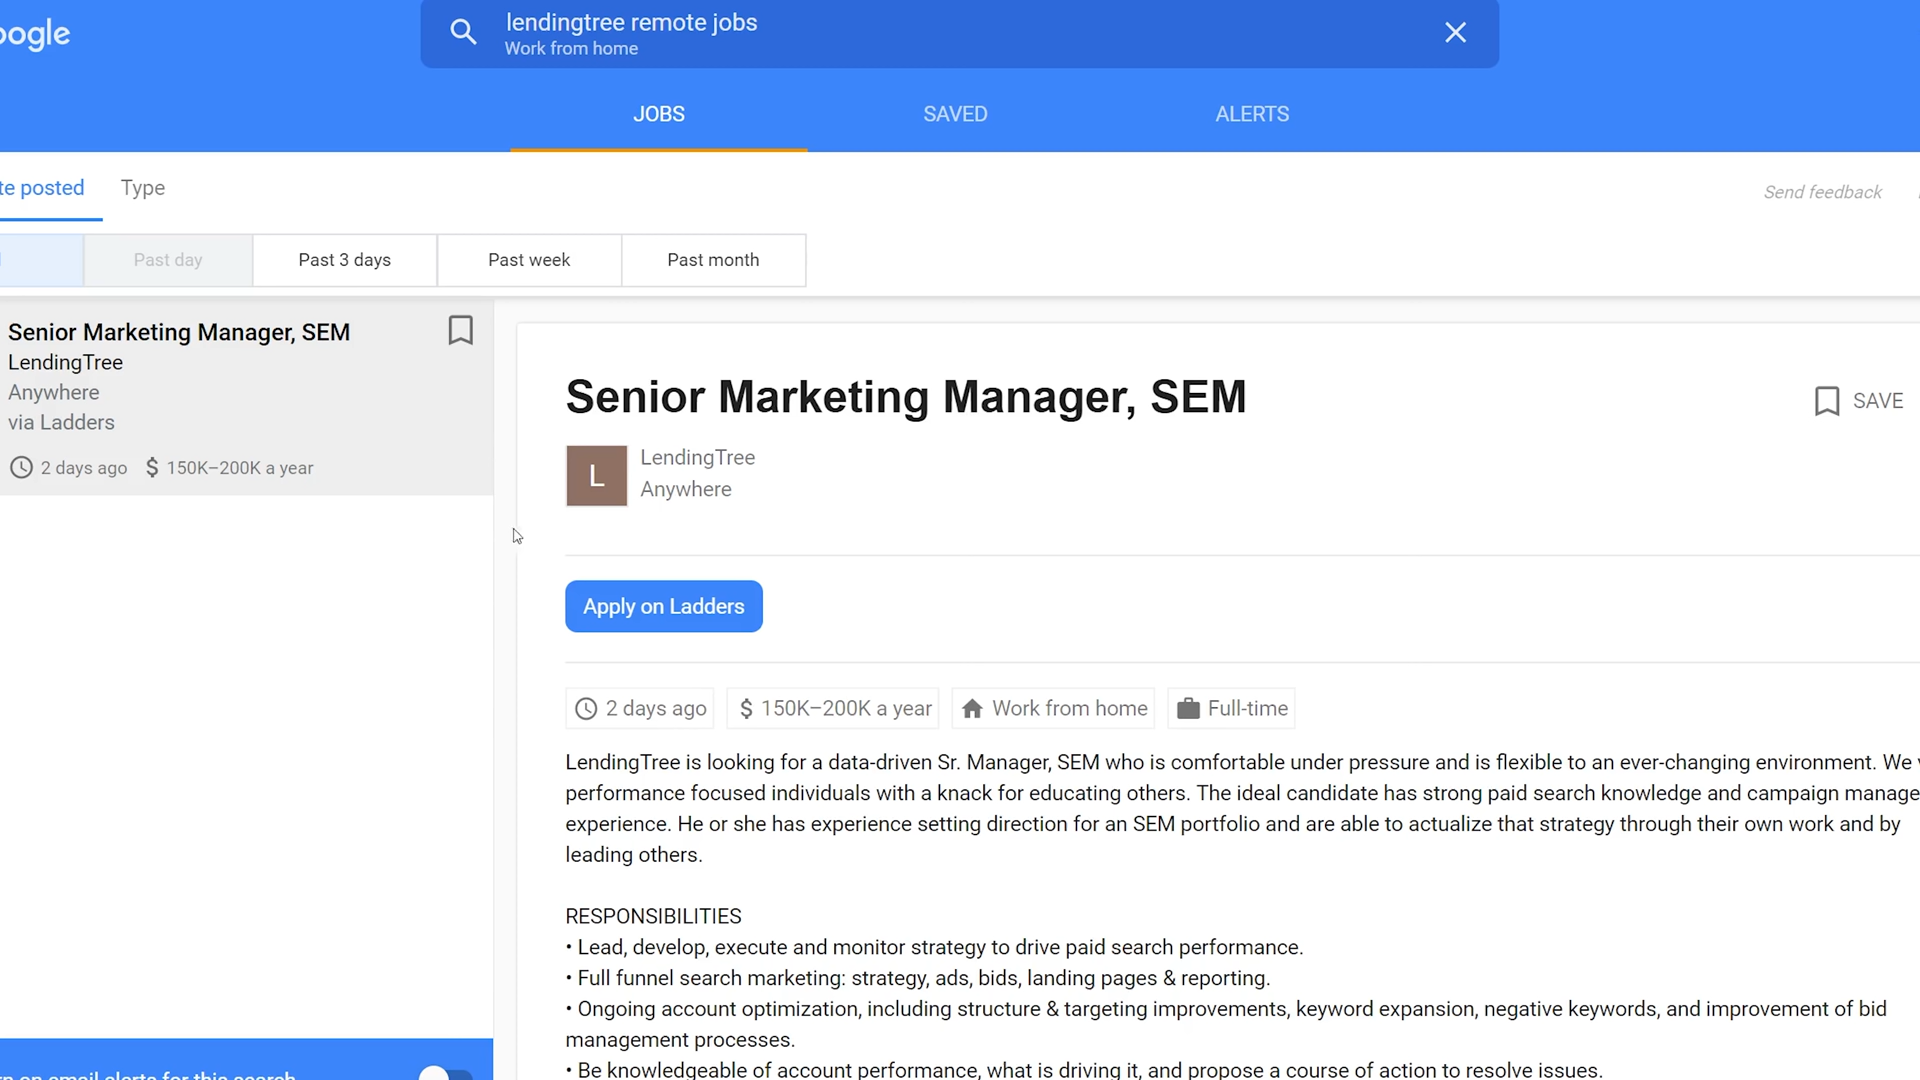 oogle
lendingtree remote jobs
Work from home
JOBS
SAVED
ALERTS
te posted
Type
Send feedback
Past day
Past 3 days
Past week
Past month
Senior Marketing Manager, SEM
LendingTree
Anywhere
via Ladders
2 days ago
150K–200K a year
Senior Marketing Manager, SEM
SAVE
L
LendingTree
Anywhere
Apply on Ladders
2 days ago
$ 150K–200K a year
Work from home
Full-time
LendingTree is looking for a data-driven Sr. Manager, SEM who is comfortable under pressure and is flexible to an ever-changing environment. We
performance focused individuals with a knack for educating others. The ideal candidate has strong paid search knowledge and campaign manage
experience. He or she has experience setting direction for an SEM portfolio and are able to actualize that strategy through their own work and by
leading others.
RESPONSIBILITIES
• Lead, develop, execute and monitor strategy to drive paid search performance.
• Full funnel search marketing: strategy, ads, bids, landing pages & reporting.
• Ongoing account optimization, including structure & targeting improvements, keyword expansion, negative keywords, and improvement of bid
management processes.
• Be knowledgeable of account performance, what is driving it, and propose a course of action to resolve issues.
rn on email alerts for this search